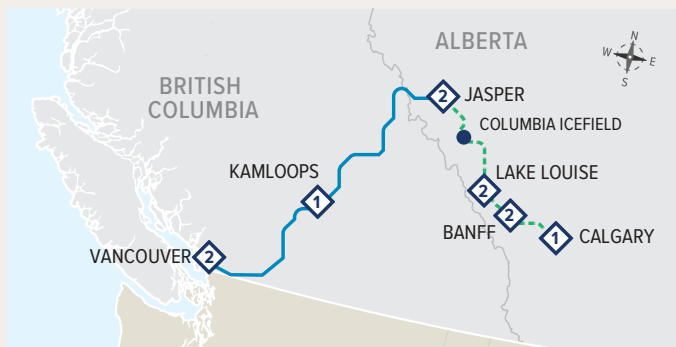 ALBERTA
N
W
E
S
BRITISH
COLUMBIA
2
JASPER
COLUMBIA ICEFIELD
KAMLOOPS
1
LAKE LOUISE
2
2
BANFF
1
CALGARY
VANCOUVER
2